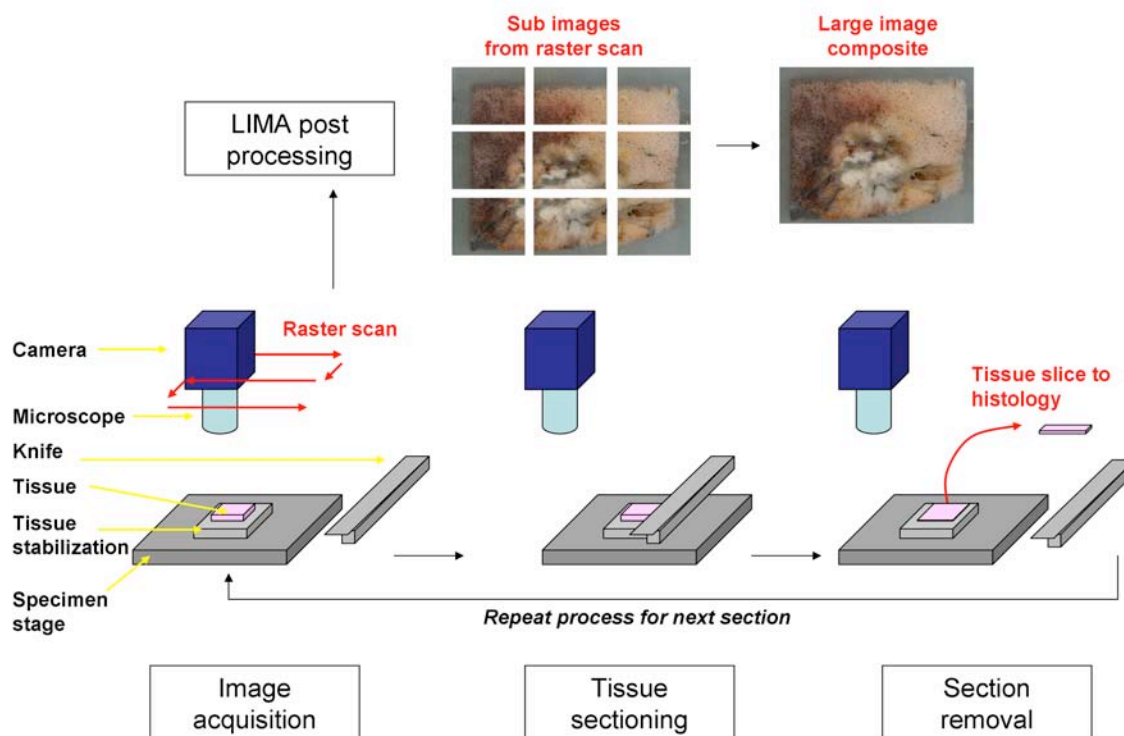 Sub images
from raster scan
Large image
composite
LIMA post
processing
Raster scan
Camera
Microscope
Knife
Tissue
Tissue
stabilization
Specimen
stage
Tissue slice to
histology
Repeat process for next section
Image
acquisition
Tissue
sectioning
Section
removal